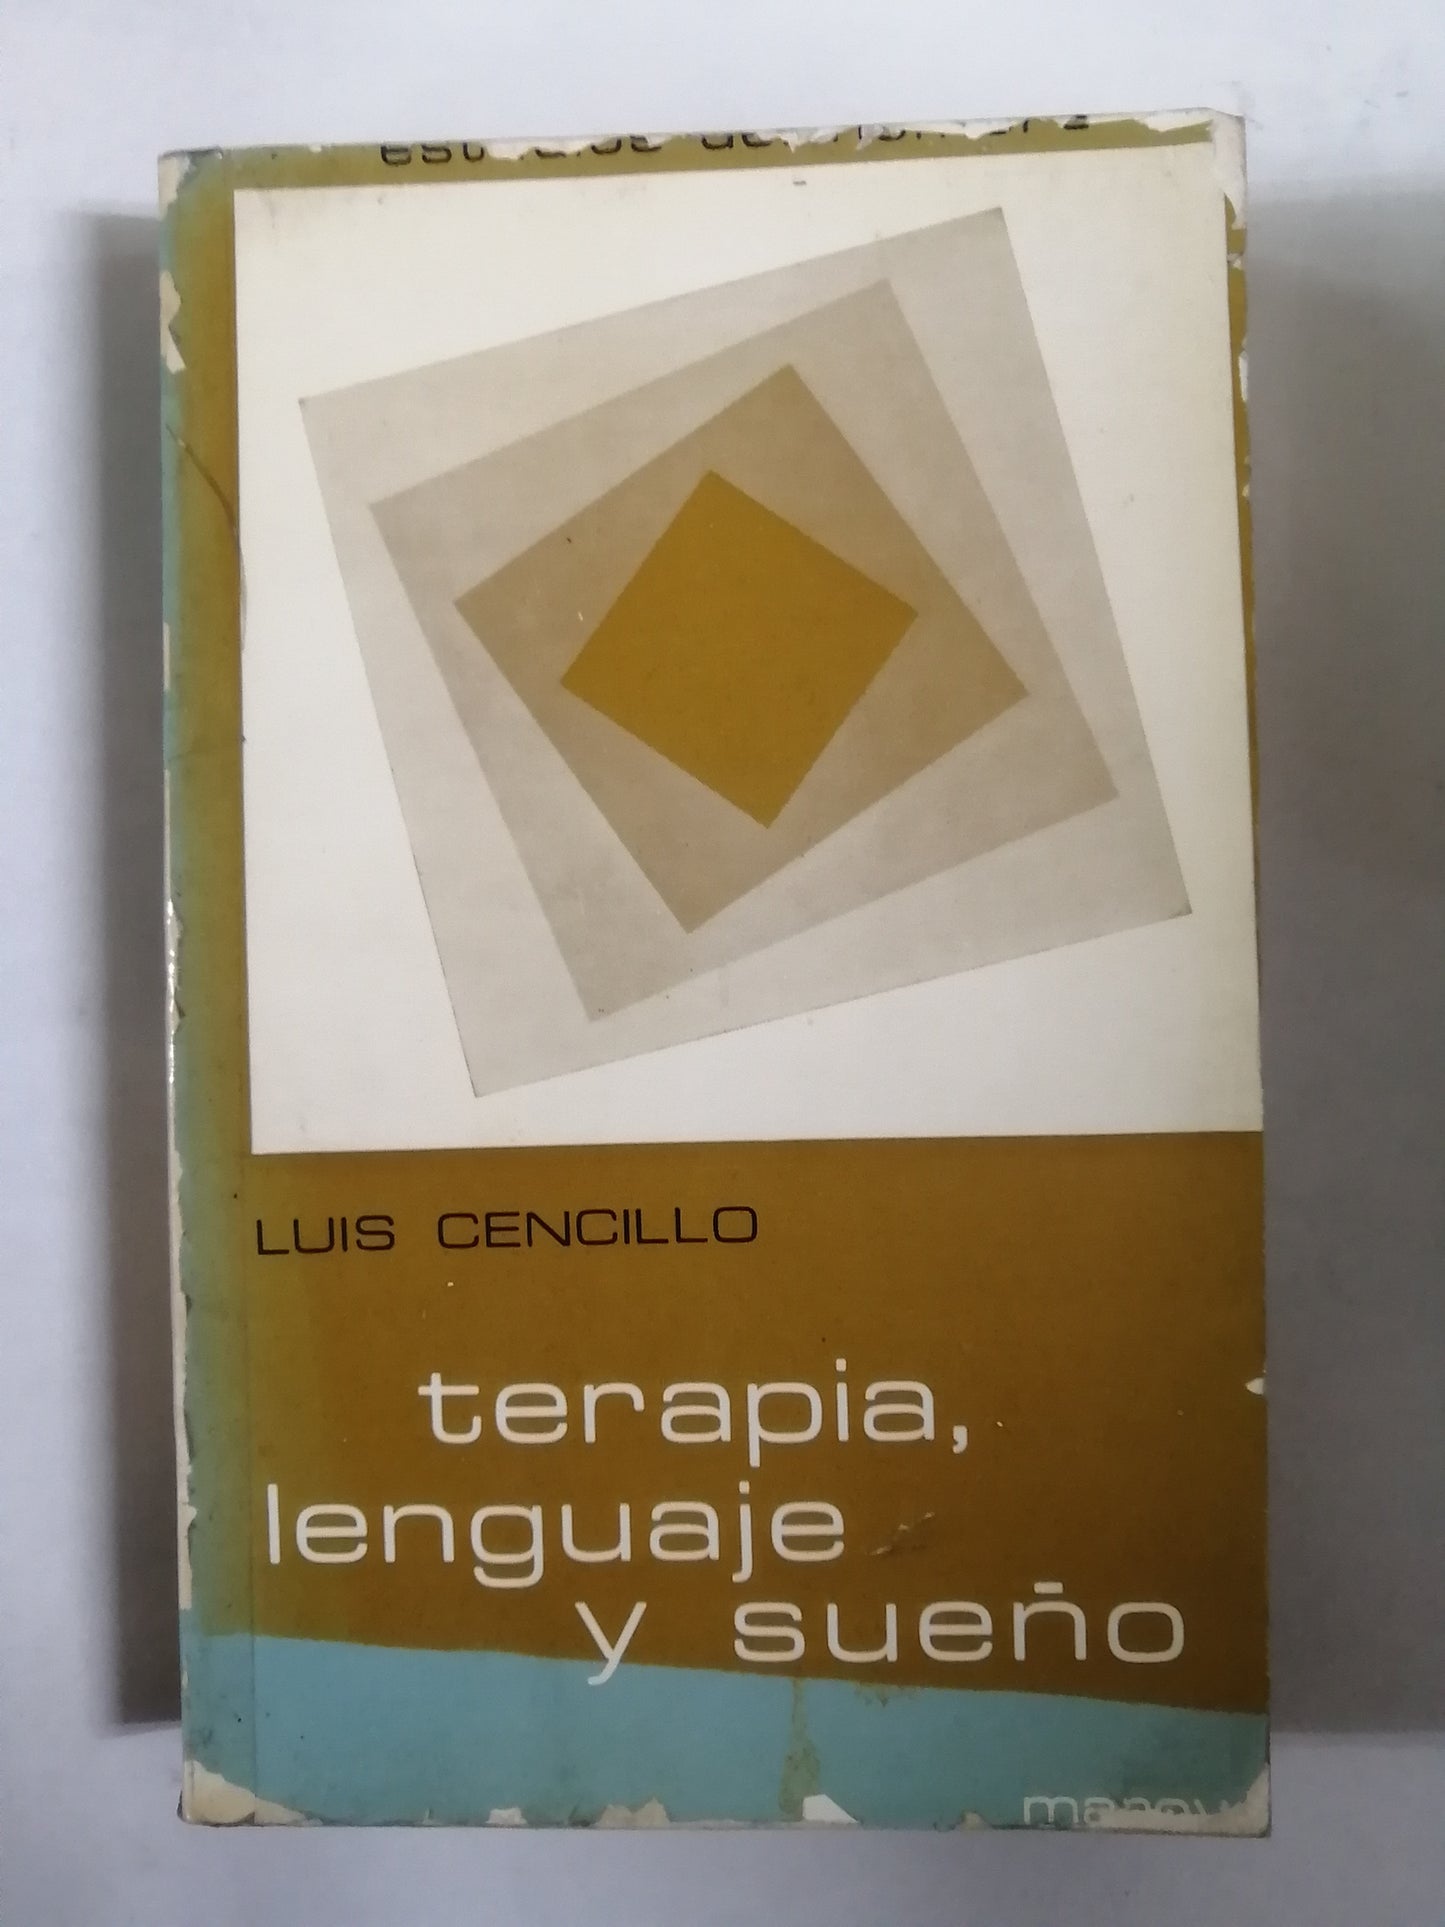 LUIS CENCILLO
terapia,
lenguaje
y sueño